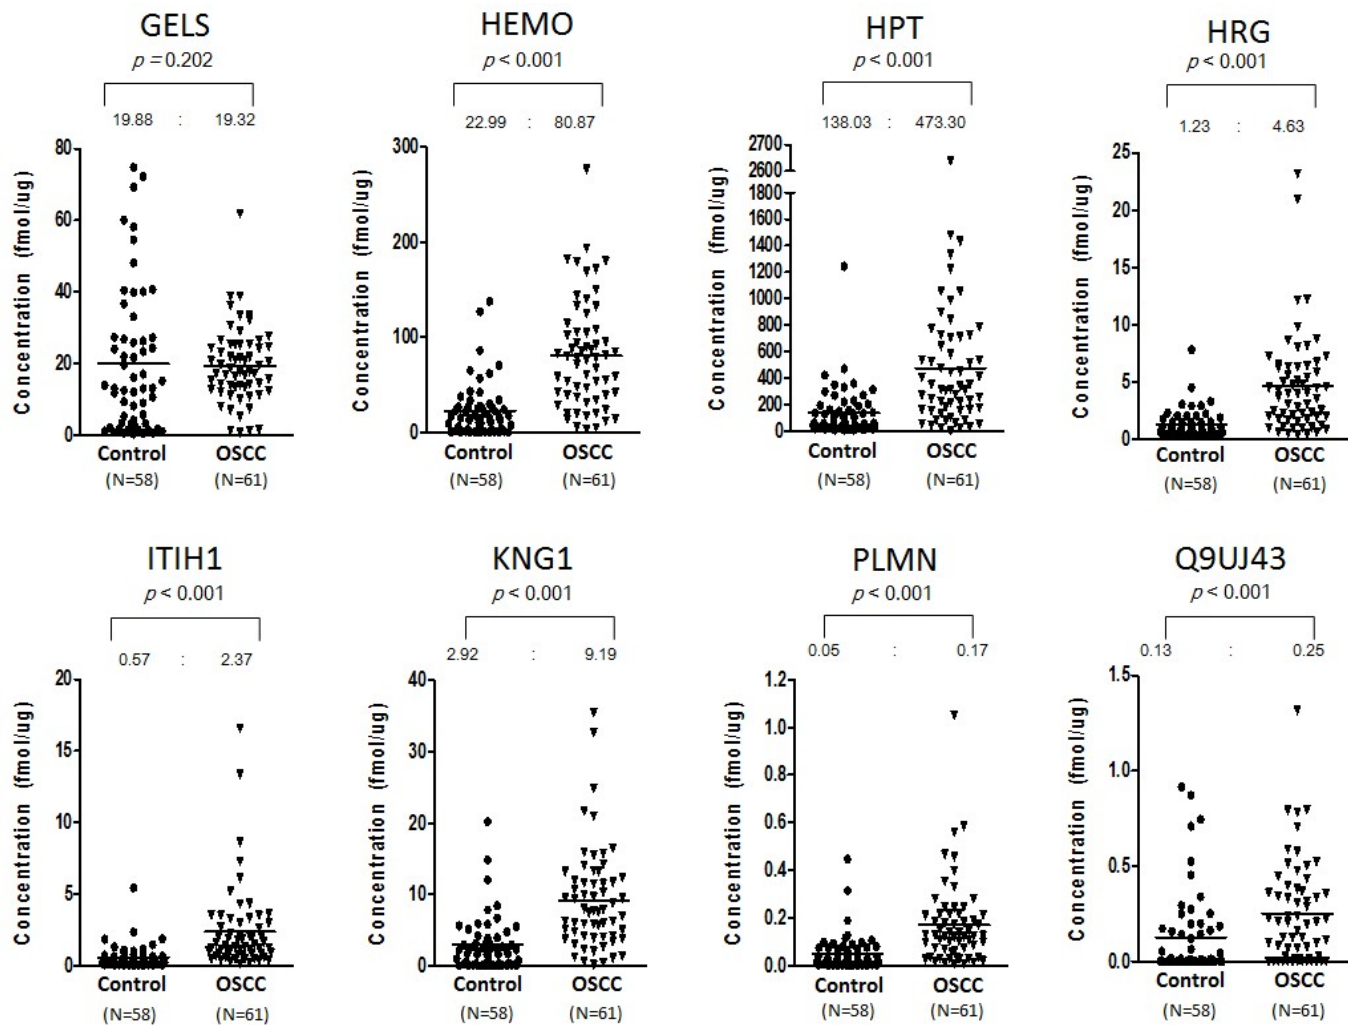 GELS
p = 0.202
19.88 : 19.32
Concentration (fmol/ug)
80
60
40
20
0
Control OSCC
(N=58) (N=61)
HEMO
p < 0.001
22.99 : 80.87
Concentration (fmol/ug)
300
200
100
0
Control OSCC
(N=58) (N=61)
HPT
p < 0.001
138.03 : 473.30
Concentration (fmol/ug)
2700
2600
1800
1600
1400
1200
1000
800
600
400
200
0
Control OSCC
(N=58) (N=61)
HRG
p < 0.001
1.23 : 4.63
Concentration (fmol/ug)
25
20
15
10
5
0
Control OSCC
(N=58) (N=61)
ITIH1
p < 0.001
0.57 : 2.37
Concentration (fmol/ug)
20
15
10
5
0
Control OSCC
(N=58) (N=61)
KNG1
p < 0.001
2.92 : 9.19
Concentration (fmol/ug)
40
30
20
10
0
Control OSCC
(N=58) (N=61)
PLMN
p < 0.001
0.05 : 0.17
Concentration (fmol/ug)
1.2
1.0
0.8
0.6
0.4
0.2
0.0
Control OSCC
(N=58) (N=61)
Q9UJ43
p < 0.001
0.13 : 0.25
Concentration (fmol/ug)
1.5
1.0
0.5
0.0
Control OSCC
(N=58) (N=61)